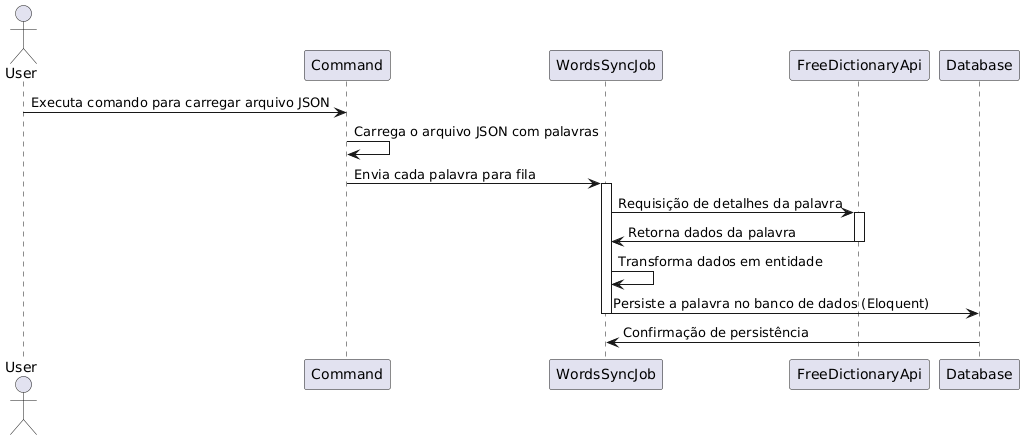 User
Command
WordsSyncJob
FreeDictionaryApi
Database
Executa comando para carregar arquivo JSON
Carrega o arquivo JSON com palavras
Envia cada palavra para fila
Requisição de detalhes da palavra
Retorna dados da palavra
Transforma dados em entidade
Persiste a palavra no banco de dados (Eloquent)
Confirmação de persistência
User
Command
WordsSyncJob
FreeDictionaryApi
Database